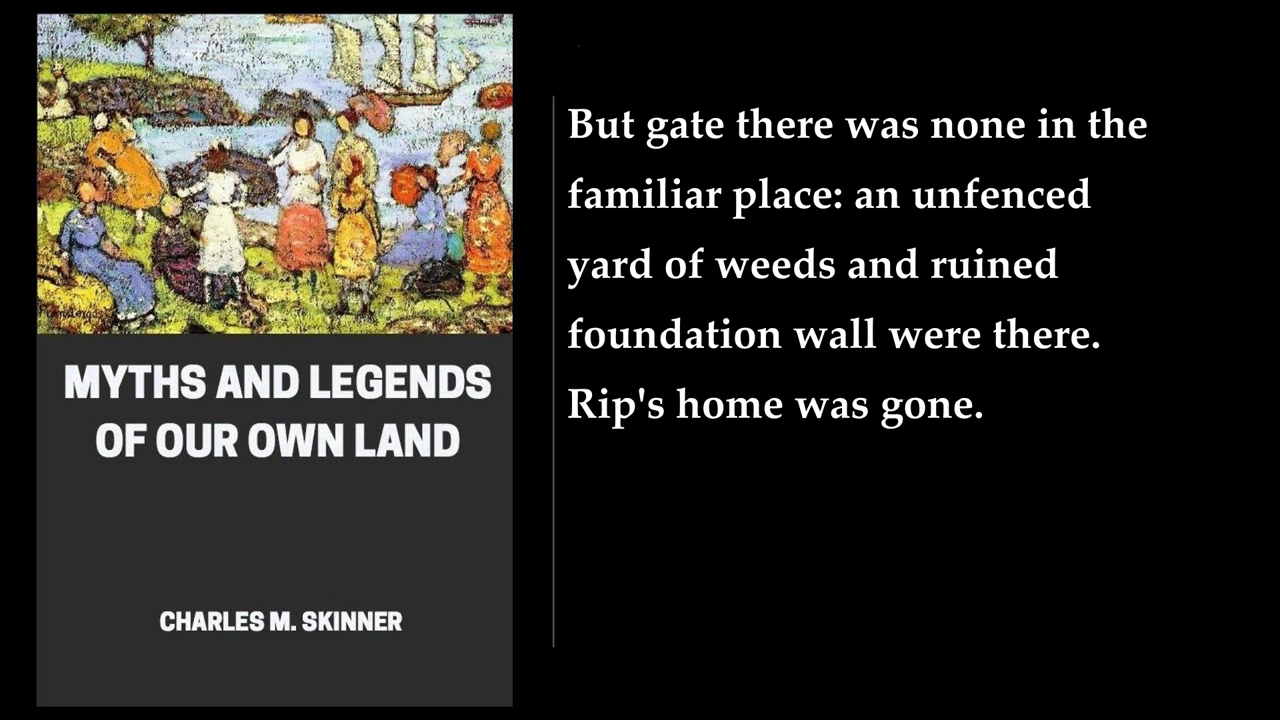 MYTHS AND LEGENDS
OF OUR OWN LAND
CHARLES M. SKINNER
But gate there was none in the
familiar place: an unfenced
yard of weeds and ruined
foundation wall were there.
Rip's home was gone.